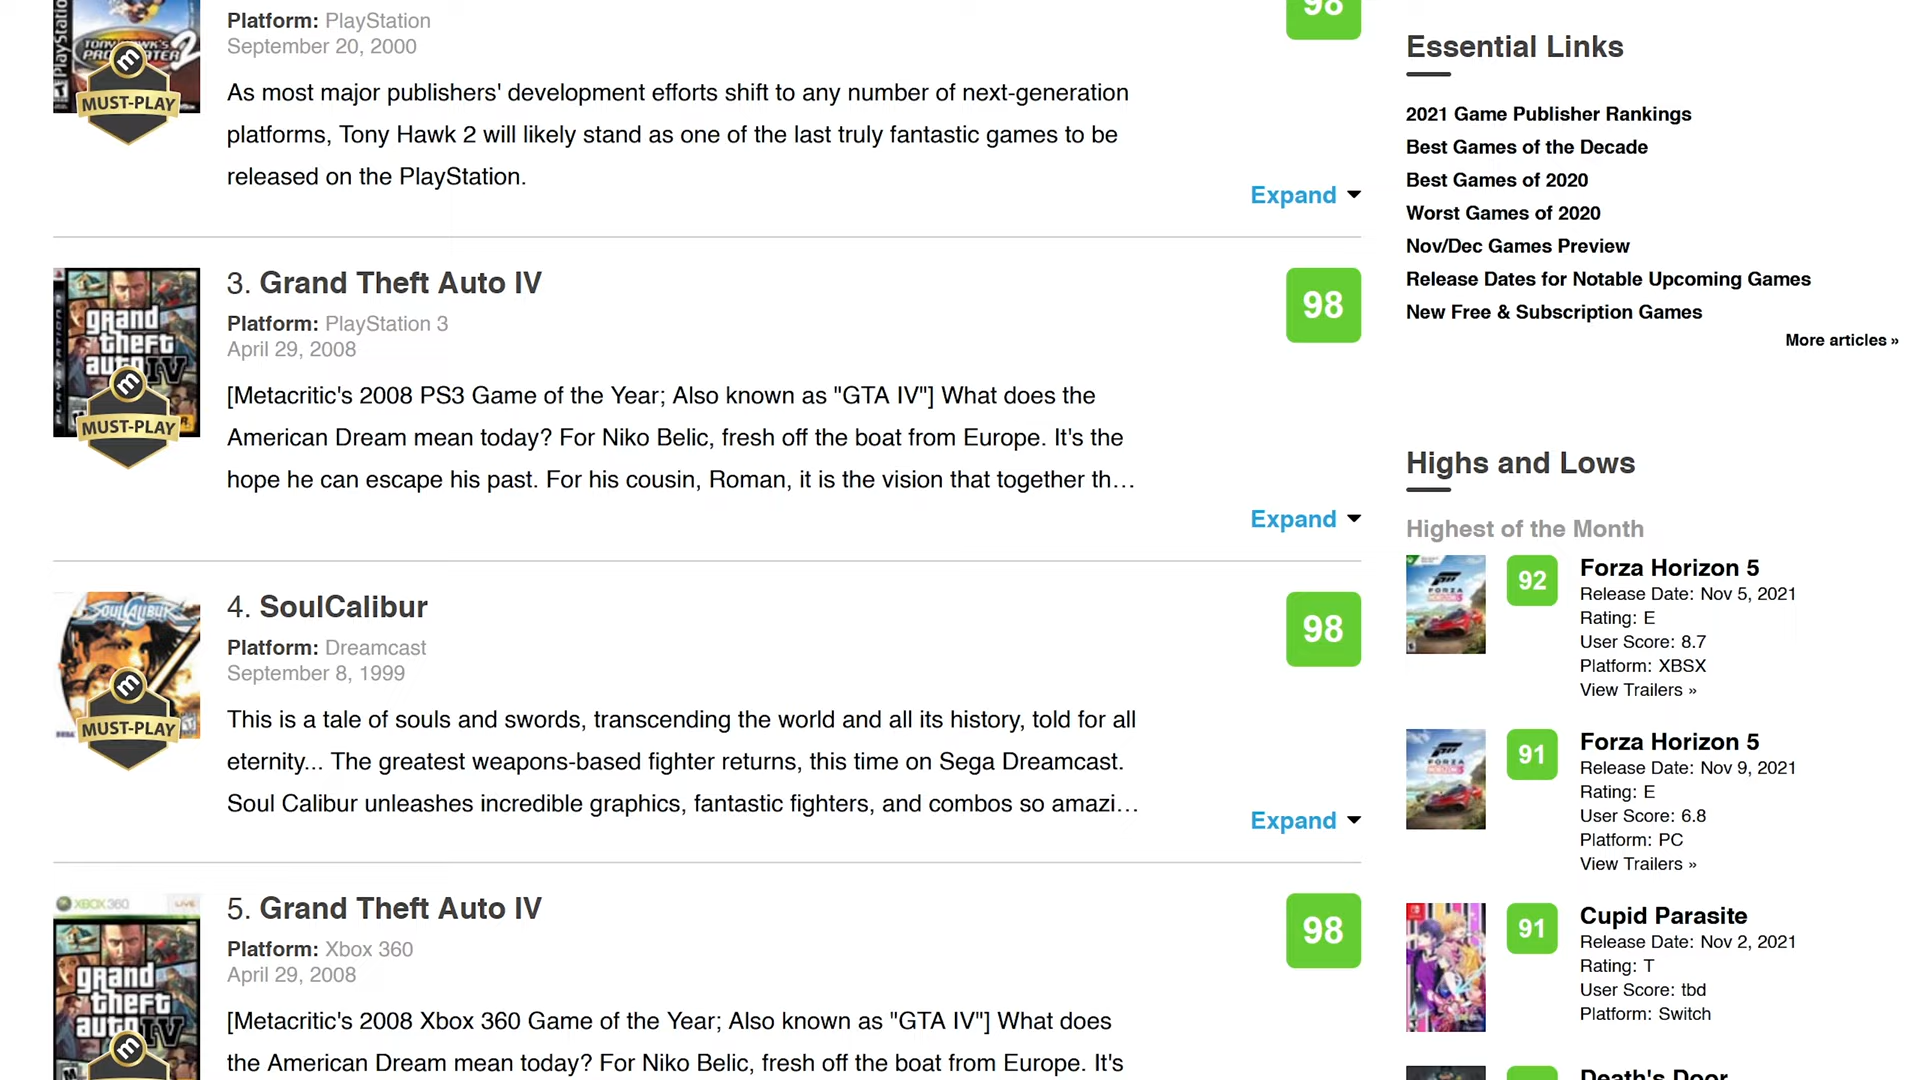 Platform: PlayStation
98
September 20, 2000
MUST-PLAY
As most major publishers' development efforts shift to any number of next-generation
platforms, Tony Hawk 2 will likely stand as one of the last truly fantastic games to be
released on the PlayStation.
Expand
3. Grand Theft Auto IV
Platform: PlayStation 3
April 29, 2008
98
grand
theft
auto IV
MUST-PLAY
[Metacritic's 2008 PS3 Game of the Year; Also known as "GTA IV"] What does the
American Dream mean today? For Niko Belic, fresh off the boat from Europe. It's the
hope he can escape his past. For his cousin, Roman, it is the vision that together th...
Expand
4. SoulCalibur
Platform: Dreamcast
September 8, 1999
98
SOULCALIBUR
MUST-PLAY
This is a tale of souls and swords, transcending the world and all its history, told for all
eternity... The greatest weapons-based fighter returns, this time on Sega Dreamcast.
Soul Calibur unleashes incredible graphics, fantastic fighters, and combos so amazi...
Expand
5. Grand Theft Auto IV
Platform: Xbox 360
April 29, 2008
98
XBOX 360 LIVE
grand
theft
auto IV
[Metacritic's 2008 Xbox 360 Game of the Year; Also known as "GTA IV"] What does
the American Dream mean today? For Niko Belic, fresh off the boat from Europe. It's
Essential Links
2021 Game Publisher Rankings
Best Games of the Decade
Best Games of 2020
Worst Games of 2020
Nov/Dec Games Preview
Release Dates for Notable Upcoming Games
New Free & Subscription Games
More articles »
Highs and Lows
Highest of the Month
92
Forza Horizon 5
Release Date: Nov 5, 2021
Rating: E
User Score: 8.7
Platform: XBSX
View Trailers »
91
Forza Horizon 5
Release Date: Nov 9, 2021
Rating: E
User Score: 6.8
Platform: PC
View Trailers »
91
Cupid Parasite
Release Date: Nov 2, 2021
Rating: T
User Score: tbd
Platform: Switch
Death's Door